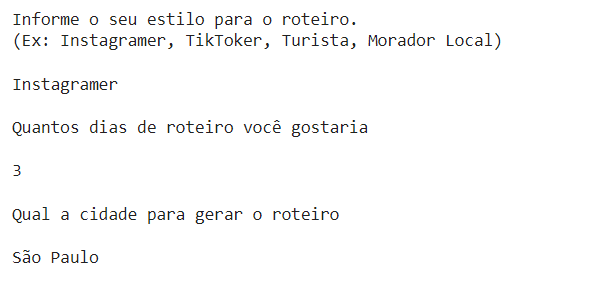 Informe o seu estilo para o roteiro.
(Ex: Instagramer, TikToker, Turista, Morador Local)
Instagramer
Quantos dias de roteiro você gostaria
3
Qual a cidade para gerar o roteiro
São Paulo